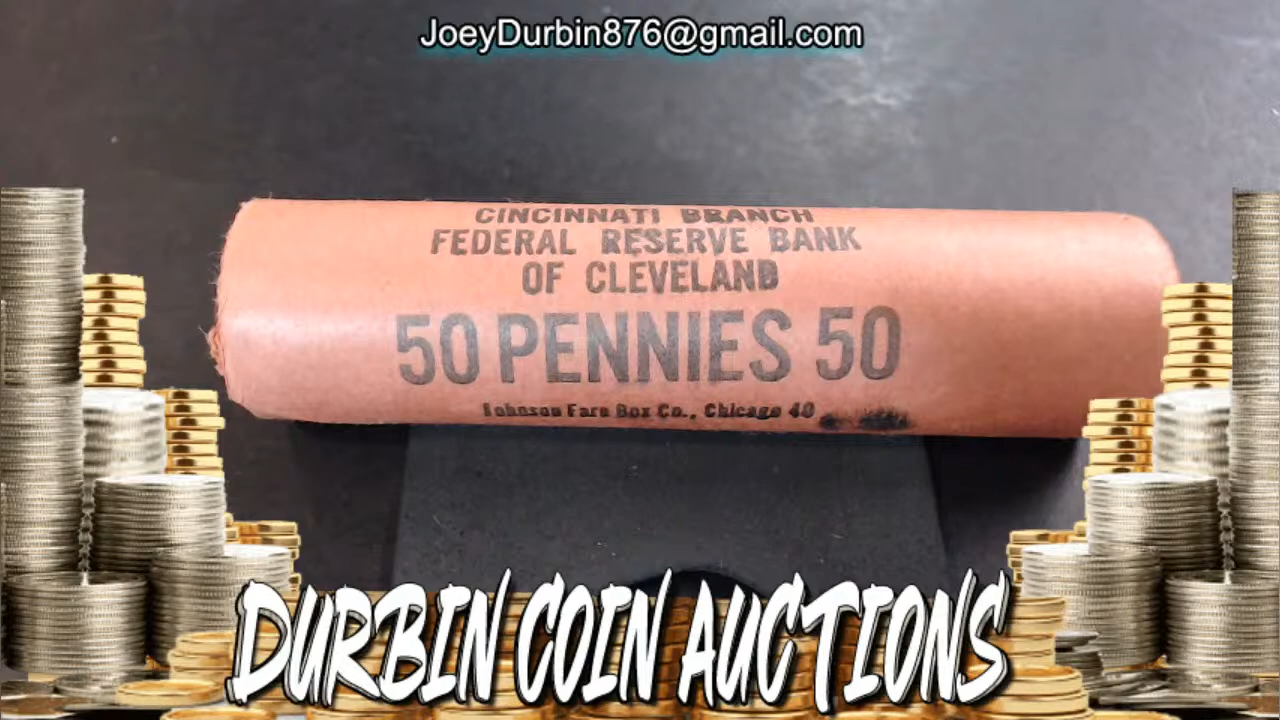 JoeyDurbin876@gmail.com
CINCINNATI BRANCH
FEDERAL RESERVE BANK
OF CLEVELAND
50 PENNIES 50
Johnson Fare Box Co., Chicago 40
DURBIN COIN AUCTIONS